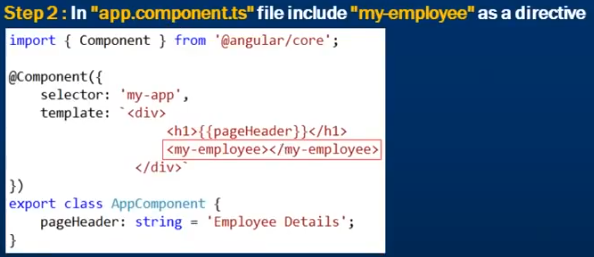 Step 2 : In "app.component.ts" file include "my-employee" as a directive
import { Component } from '@angular/core';
@Component({
    selector: 'my-app',
    template: `<div>
                    <h1>{{pageHeader}}</h1>
                    <my-employee></my-employee>
                </div>`
})
export class AppComponent {
    pageHeader: string = 'Employee Details';
}